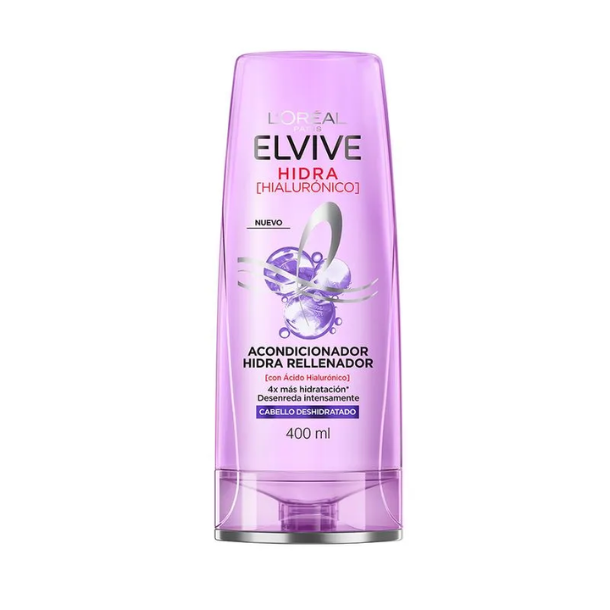 L'ORÉAL
PARIS
ELVIVE
HIDRA
[HIALURÓNICO]
NUEVO
ACONDICIONADOR
HIDRA RELLENADOR
[con Ácido Hialurónico]
4x más hidratación*
Desenreda intensamente
CABELLO DESHIDRATADO
400 ml